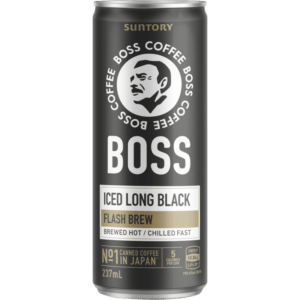 SUNTORY
BOSS COFFEE BOSS COFFEE BOSS COFFEE
BOSS
ICED LONG BLACK
FLASH BREW
BREWED HOT / CHILLED FAST
No1 CANNED COFFEE
IN JAPAN
237mL
5